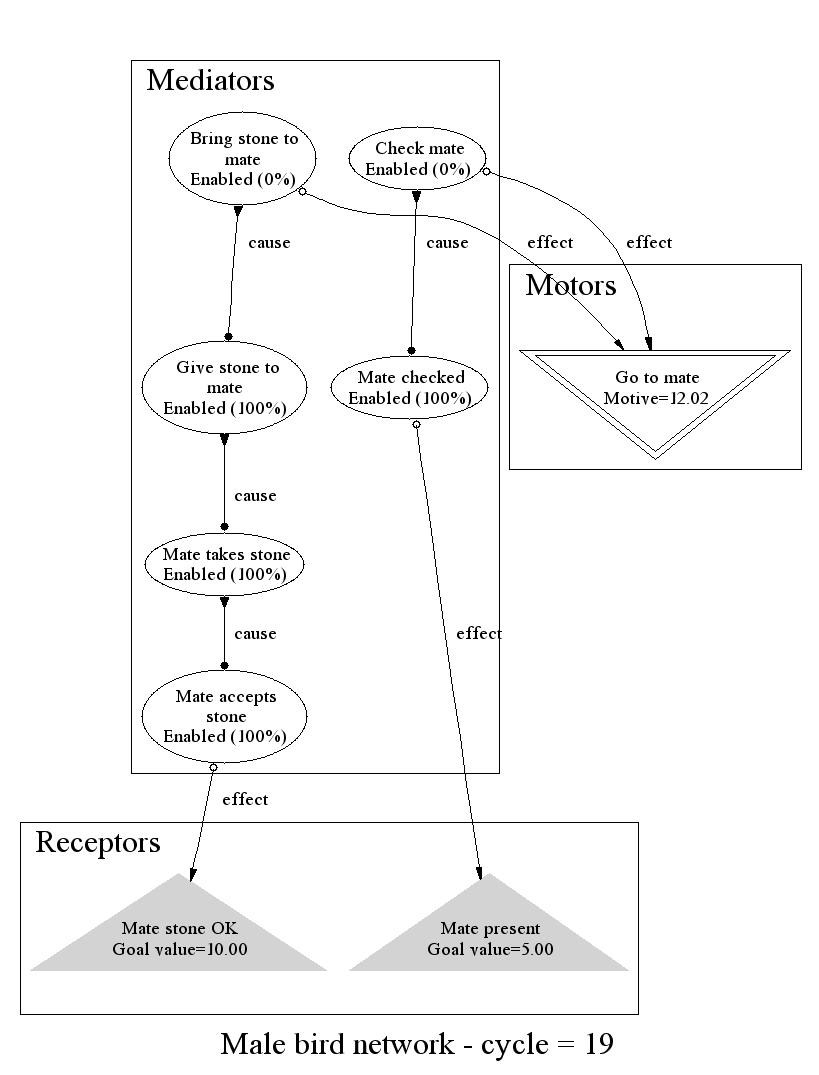 Mediators
Bring stone to
mate
Enabled (0%)
Check mate
Enabled (0%)
cause
cause
effect
effect
Motors
Give stone to
mate
Enabled (100%)
Mate checked
Enabled (100%)
Go to mate
Motive=12.02
cause
Mate takes stone
Enabled (100%)
cause
effect
Mate accepts
stone
Enabled (100%)
effect
Receptors
Mate stone OK
Goal value=10.00
Mate present
Goal value=5.00
Male bird network - cycle = 19